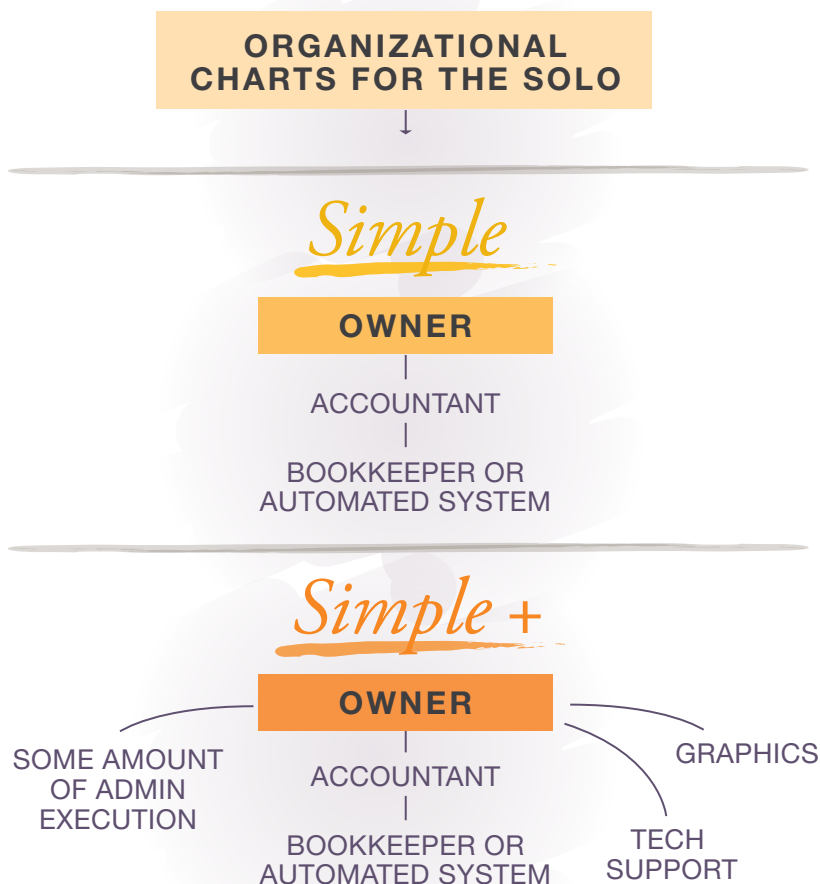 ORGANIZATIONAL
CHARTS FOR THE SOLO
Simple
OWNER
ACCOUNTANT
BOOKKEEPER OR
AUTOMATED SYSTEM
Simple +
OWNER
SOME AMOUNT
OF ADMIN
EXECUTION
ACCOUNTANT
BOOKKEEPER OR
AUTOMATED SYSTEM
GRAPHICS
TECH
SUPPORT